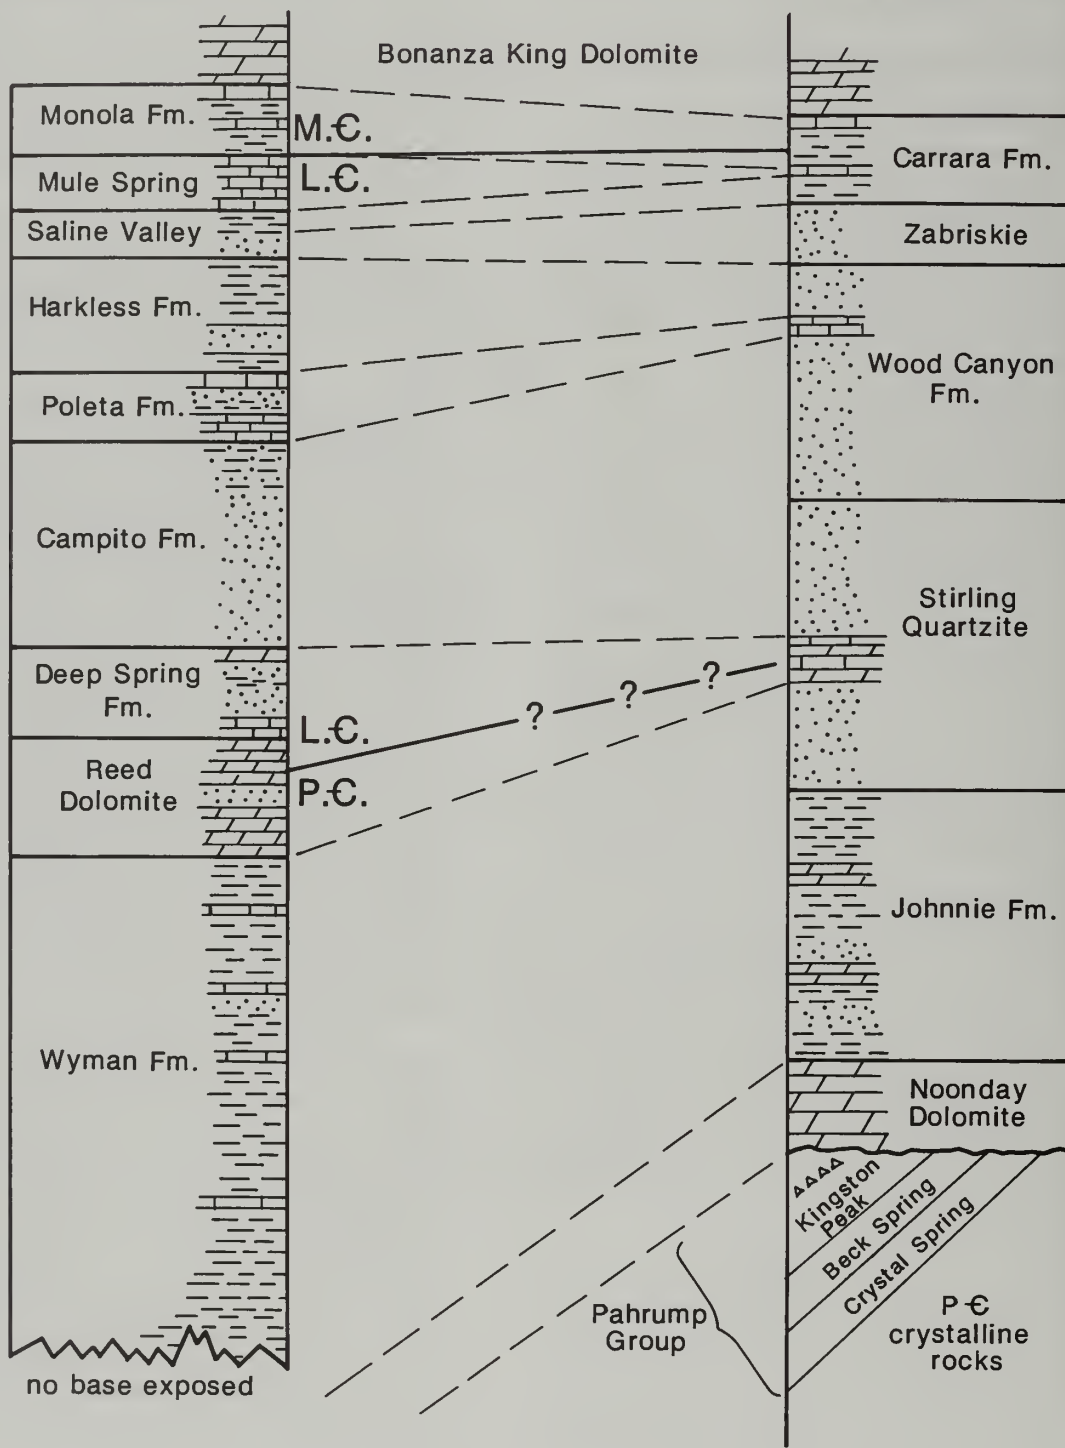 Bonanza King Dolomite
Monola Fm.
Mule Spring
Saline Valley
Harkless Fm.
Poleta Fm.
Campito Fm.
Deep Spring
Fm.
Reed
Dolomite
Wyman Fm.
no base exposed
M.Є.
L.Є.
L.Є.
P.Є.
? ? ?
Carrara Fm.
Zabriskie
Wood Canyon
Fm.
Stirling
Quartzite
Johnnie Fm.
Noonday
Dolomite
Kingston
Peak
Beck Spring
Crystal Spring
Pahrump
Group
P Є
crystalline
rocks